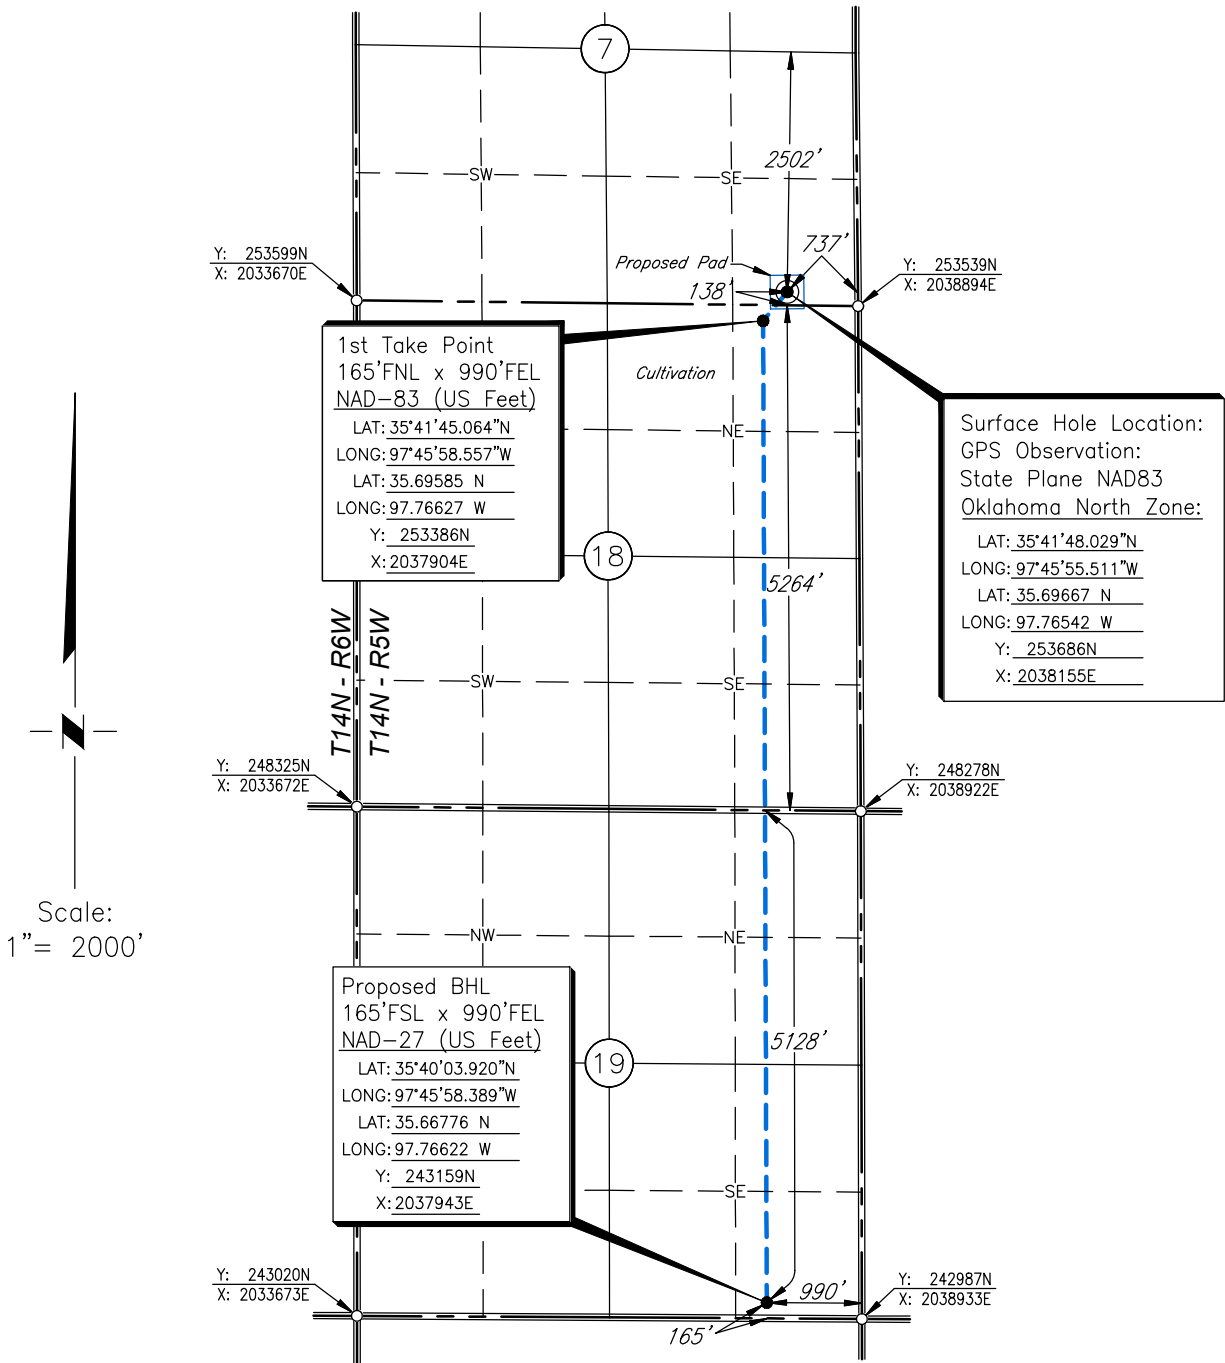 7
2502'
SW
SE
737'
Proposed Pad
138'
Y: 253599N
X: 2033670E
Y: 253539N
X: 2038894E
1st Take Point
165'FNL x 990'FEL
NAD-83 (US Feet)
LAT: 35°41'45.064"N
LONG: 97°45'58.557"W
LAT: 35.69585 N
LONG: 97.76627 W
Y: 253386N
X: 2037904E
Cultivation
NE
Surface Hole Location:
GPS Observation:
State Plane NAD83
Oklahoma North Zone:
LAT: 35°41'48.029"N
LONG: 97°45'55.511"W
LAT: 35.69667 N
LONG: 97.76542 W
Y: 253686N
X: 2038155E
18
5264'
T14N - R6W
T14N - R5W
SW
SE
Y: 248325N
X: 2033672E
Y: 248278N
X: 2038922E
N
Scale:
1"= 2000'
NW
NE
Proposed BHL
165'FSL x 990'FEL
NAD-27 (US Feet)
LAT: 35°40'03.920"N
LONG: 97°45'58.389"W
LAT: 35.66776 N
LONG: 97.76622 W
Y: 243159N
X: 2037943E
5128'
19
SE
Y: 243020N
X: 2033673E
990'
Y: 242987N
X: 2038933E
165'